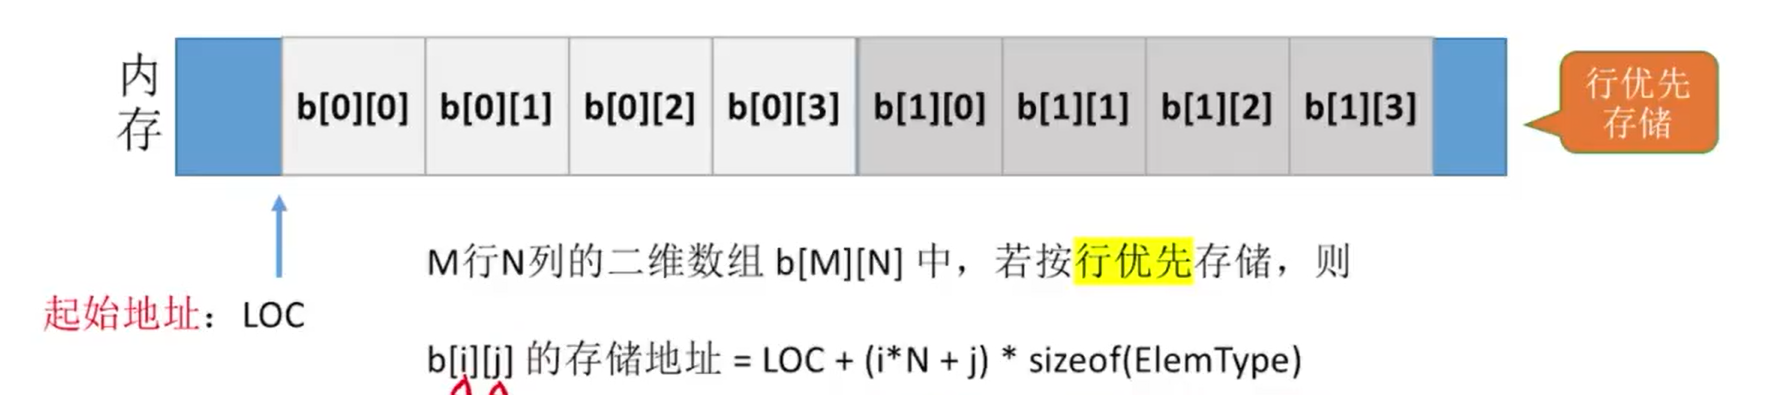 内存
b[0][0] b[0][1] b[0][2] b[0][3] b[1][0] b[1][1] b[1][2] b[1][3]
行优先
存储
M行N列的二维数组 b[M][N] 中，若按行优先存储，则
起始地址：LOC
b[i][j] 的存储地址 = LOC + (i*N + j) * sizeof(ElemType)